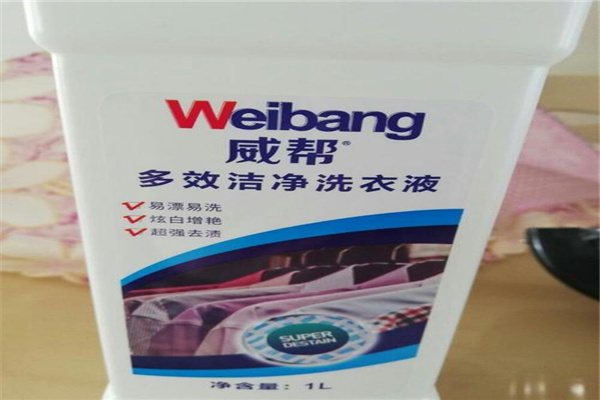 Weibang
威帮®
多效洁净洗衣液
易漂易洗
炫白增艳
超强去渍
SUPER
DESTAIN
净含量：1L